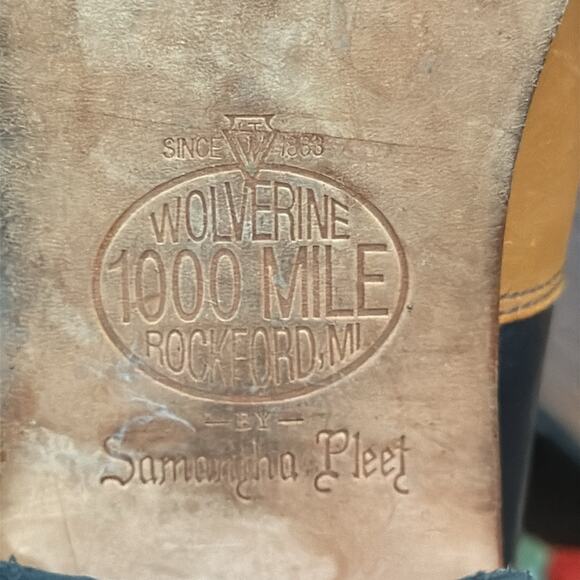 SINCE W 1883
WOLVERINE
1000 MILE
ROCKFORD, MI
— BY —
Samantha Pleet